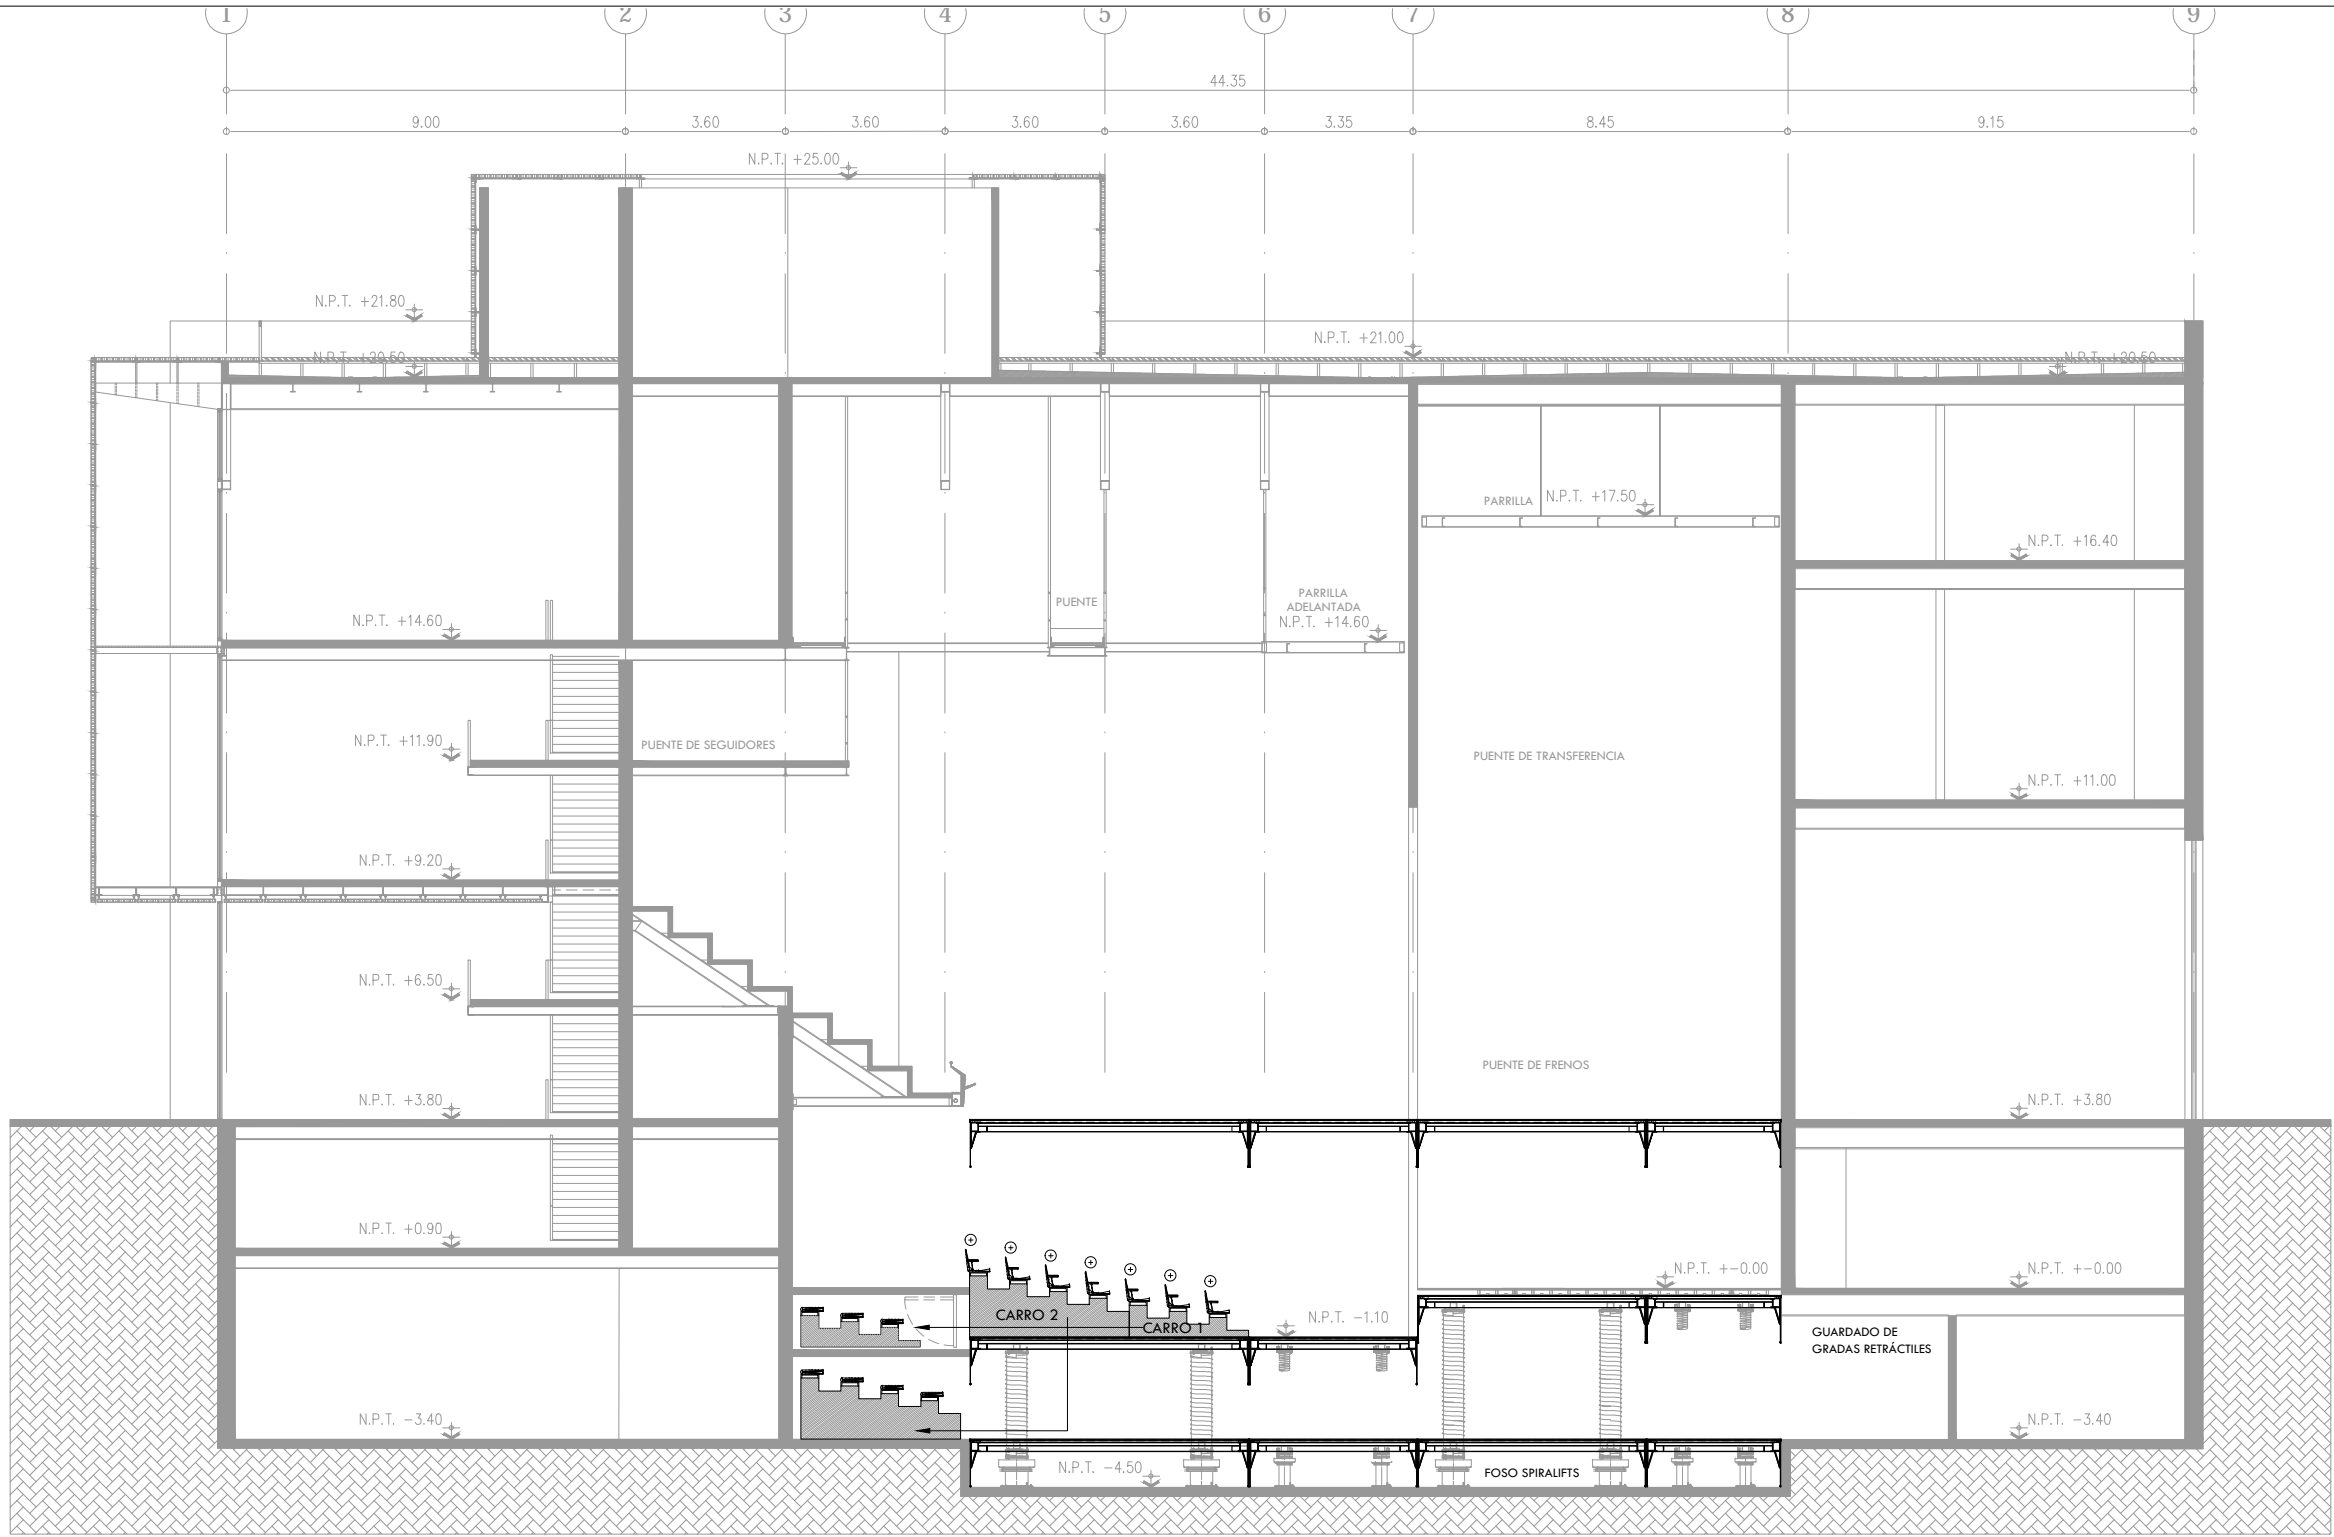 1 2 3 4 5 6 7 8 9
44.35
9.00 3.60 3.60 3.60 3.60 3.35 8.45 9.15
N.P.T. +25.00
N.P.T. +21.80
N.P.T. +21.00
N.P.T. +20.50 N.P.T. +20.50
PARRILLA N.P.T. +17.50
N.P.T. +16.40
PUENTE
PARRILLA
ADELANTADA
N.P.T. +14.60
N.P.T. +14.60
N.P.T. +11.90
PUENTE DE SEGUIDORES
PUENTE DE TRANSFERENCIA
N.P.T. +11.00
N.P.T. +9.20
N.P.T. +6.50
PUENTE DE FRENOS
N.P.T. +3.80
N.P.T. +3.80
N.P.T. +0.90
N.P.T. +-0.00
N.P.T. +-0.00
CARRO 2
CARRO 1
N.P.T. -1.10
GUARDADO DE
GRADAS RETRÁCTILES
N.P.T. -3.40
N.P.T. -3.40
N.P.T. -4.50
FOSO SPIRALIFTS